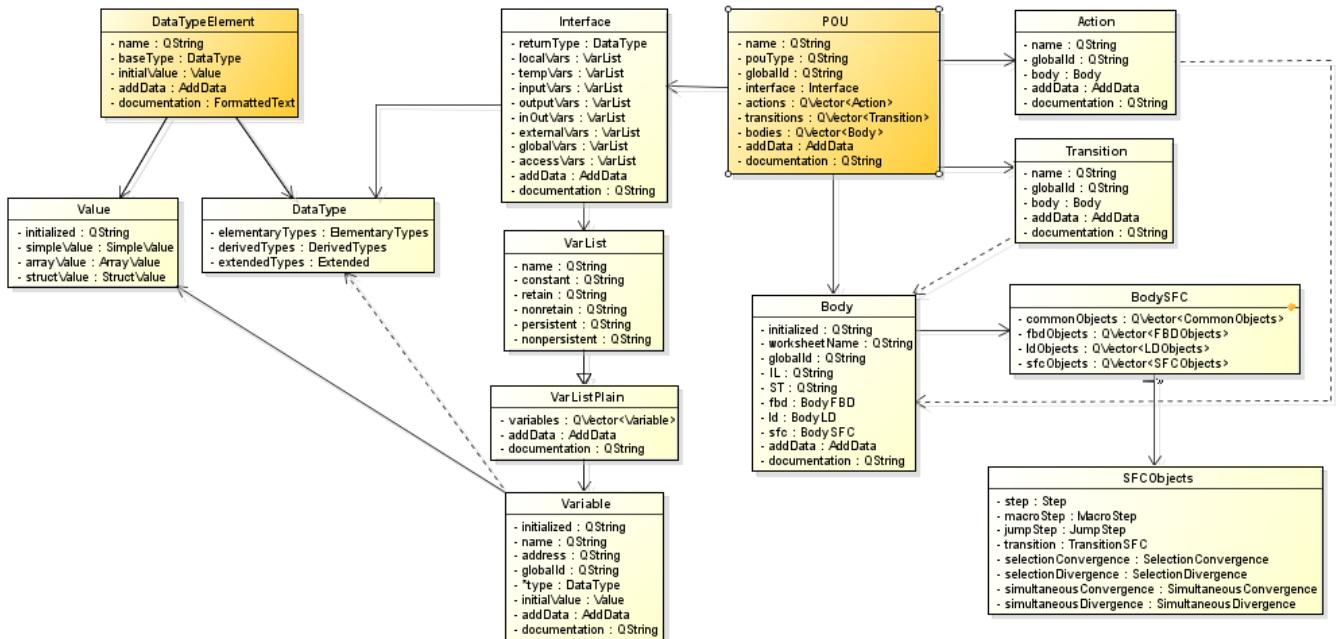 DataTypeElement
- name : QString
- baseType : DataType
- initialValue : Value
- addData : AddData
- documentation : FormattedText
Interface
- returnType : DataType
- localVars : VarList
- tempVars : VarList
- inputVars : VarList
- outputVars : VarList
- inOutVars : VarList
- externalVars : VarList
- globalVars : VarList
- accessVars : VarList
- addData : AddData
- documentation : QString
POU
- name : QString
- pouType : QString
- globalId : QString
- interface : Interface
- actions : QVector<Action>
- transitions : QVector<Transition>
- bodies : QVector<Body>
- addData : AddData
- documentation : QString
Action
- name : QString
- globalId : QString
- body : Body
- addData : AddData
- documentation : QString
Transition
- name : QString
- globalId : QString
- body : Body
- addData : AddData
- documentation : QString
Value
- initialized : QString
- simpleValue : SimpleValue
- arrayValue : ArrayValue
- structValue : StructValue
DataType
- elementaryTypes : ElementaryTypes
- derivedTypes : DerivedTypes
- extendedTypes : Extended
VarList
- name : QString
- constant : QString
- retain : QString
- nonretain : QString
- persistent : QString
- nonpersistent : QString
Body
- initialized : QString
- worksheetName : QString
- globalId : QString
- IL : QString
- ST : QString
- fbd : BodyFBD
- ld : BodyLD
- sfc : BodySFC
- addData : AddData
- documentation : QString
BodySFC
- commonObjects : QVector<CommonObjects>
- fbdObjects : QVector<FBDObjects>
- ldObjects : QVector<LDObjects>
- sfcObjects : QVector<SFCObjects>
VarListPlain
- variables : QVector<Variable>
- addData : AddData
- documentation : QString
SFCObjects
- step : Step
- macroStep : MacroStep
- jumpStep : JumpStep
- transition : TransitionSFC
- selectionConvergence : SelectionConvergence
- selectionDivergence : SelectionDivergence
- simultaneousConvergence : SimultaneousConvergence
- simultaneousDivergence : SimultaneousDivergence
Variable
- initialized : QString
- name : QString
- address : QString
- globalId : QString
- *type : DataType
- initialValue : Value
- addData : AddData
- documentation : QString